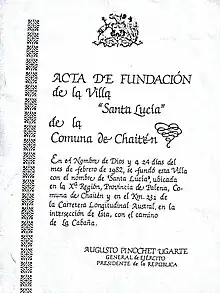 ACTA DE FUNDACIÓN
de la Villa
"Santa Lucía"
de la
Comuna de Chaitén
En el Nombre de Dios y a 24 días del
mes de febrero de 1982, se fundó esta Villa
con el nombre de "Santa Lucía", ubicada
en la Xª Región, Provincia de Palena, Co-
muna de Chaitén y en el Km. 231 de
la Carretera Longitudinal Austral, en la
intersección de ésta, con el camino
de La Cabaña.
AUGUSTO PINOCHET UGARTE
GENERAL de EJÉRCITO
PRESIDENTE de la REPÚBLICA